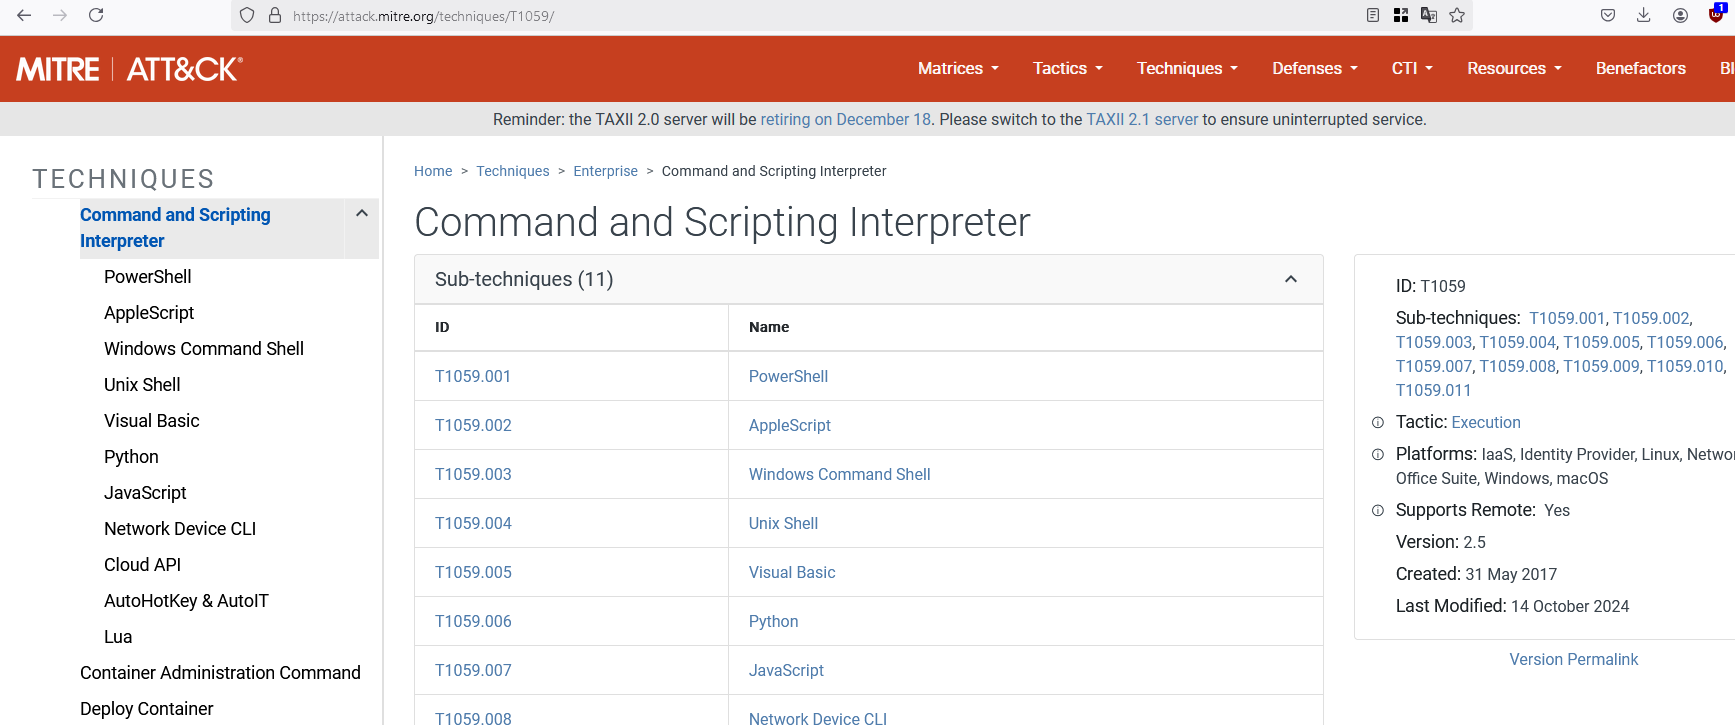 https://attack.mitre.org/techniques/T1059/
1
MITRE | ATT&CK®
Matrices
Tactics
Techniques
Defenses
CTI
Resources
Benefactors
Reminder: the TAXII 2.0 server will be retiring on December 18. Please switch to the TAXII 2.1 server to ensure uninterrupted service.
TECHNIQUES
Command and Scripting
Interpreter
PowerShell
AppleScript
Windows Command Shell
Unix Shell
Visual Basic
Python
JavaScript
Network Device CLI
Cloud API
AutoHotKey & AutoIT
Lua
Container Administration Command
Deploy Container
Home > Techniques > Enterprise > Command and Scripting Interpreter
Command and Scripting Interpreter
Sub-techniques (11)
ID Name
T1059.001 PowerShell
T1059.002 AppleScript
T1059.003 Windows Command Shell
T1059.004 Unix Shell
T1059.005 Visual Basic
T1059.006 Python
T1059.007 JavaScript
T1059.008 Network Device CLI
ID: T1059
Sub-techniques: T1059.001, T1059.002,
T1059.003, T1059.004, T1059.005, T1059.006,
T1059.007, T1059.008, T1059.009, T1059.010,
T1059.011
Tactic: Execution
Platforms: IaaS, Identity Provider, Linux,
Office Suite, Windows, macOS
Supports Remote: Yes
Version: 2.5
Created: 31 May 2017
Last Modified: 14 October 2024
Version Permalink